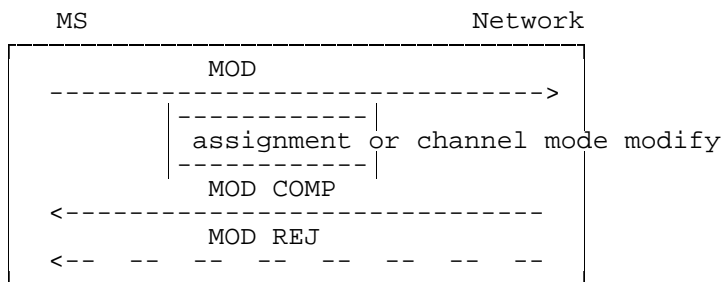 MS Network
MOD
assignment or channel mode modify
MOD COMP
MOD REJ